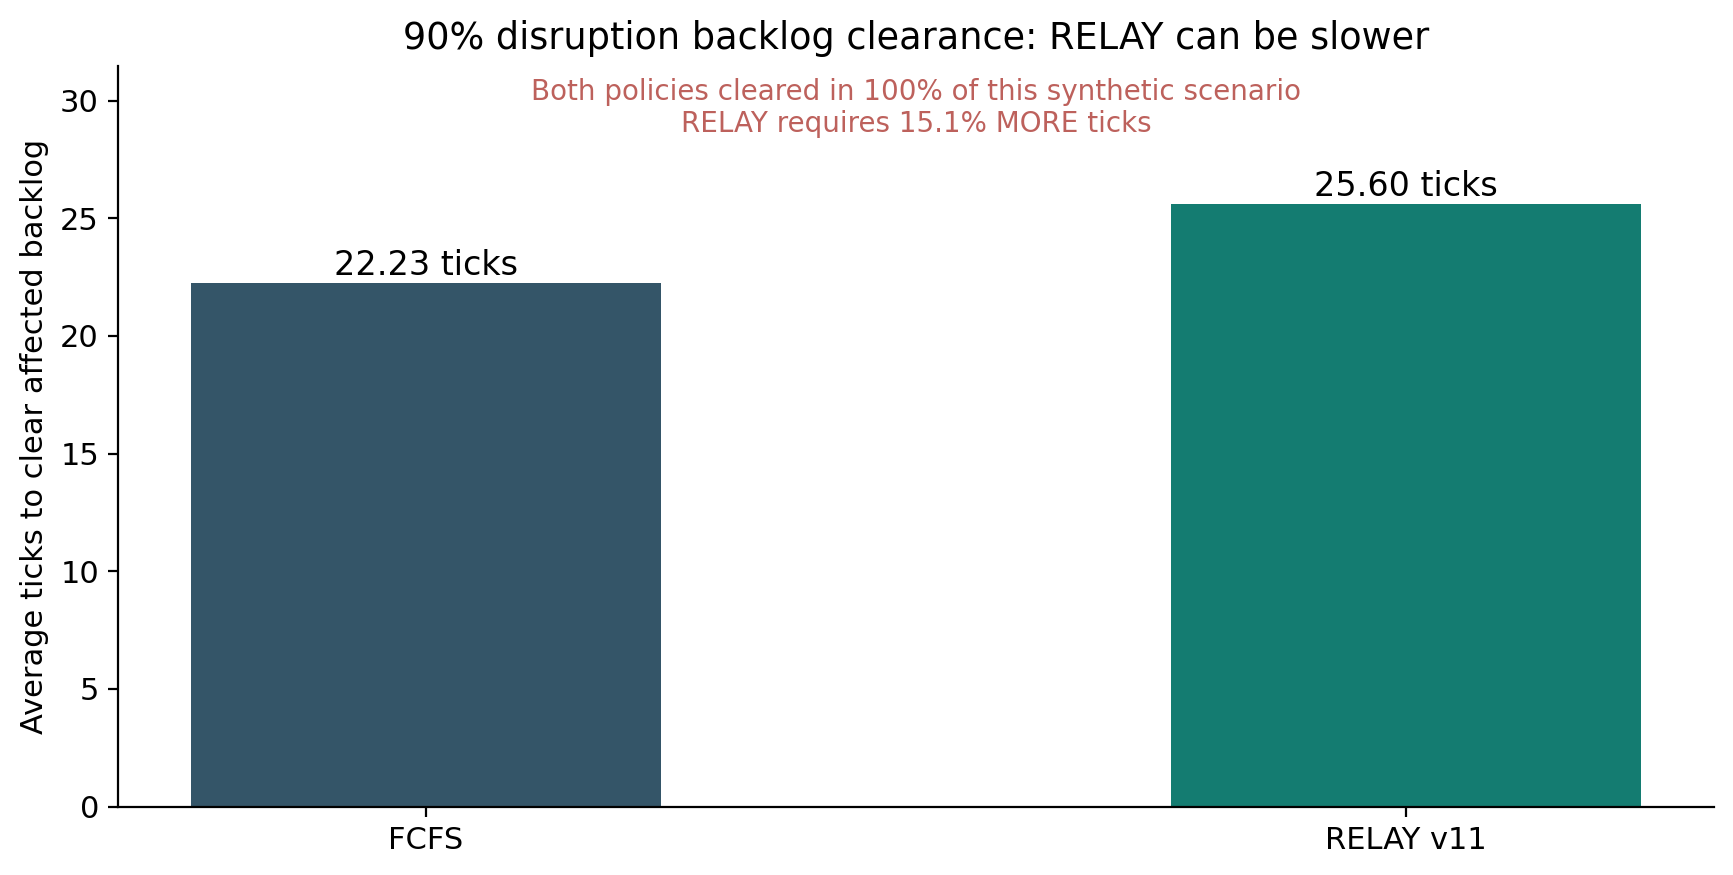 90% disruption backlog clearance: RELAY can be slower
Both policies cleared in 100% of this synthetic scenario
RELAY requires 15.1% MORE ticks
Average ticks to clear affected backlog
30
25
20
15
10
5
0
22.23 ticks
25.60 ticks
FCFS
RELAY v11